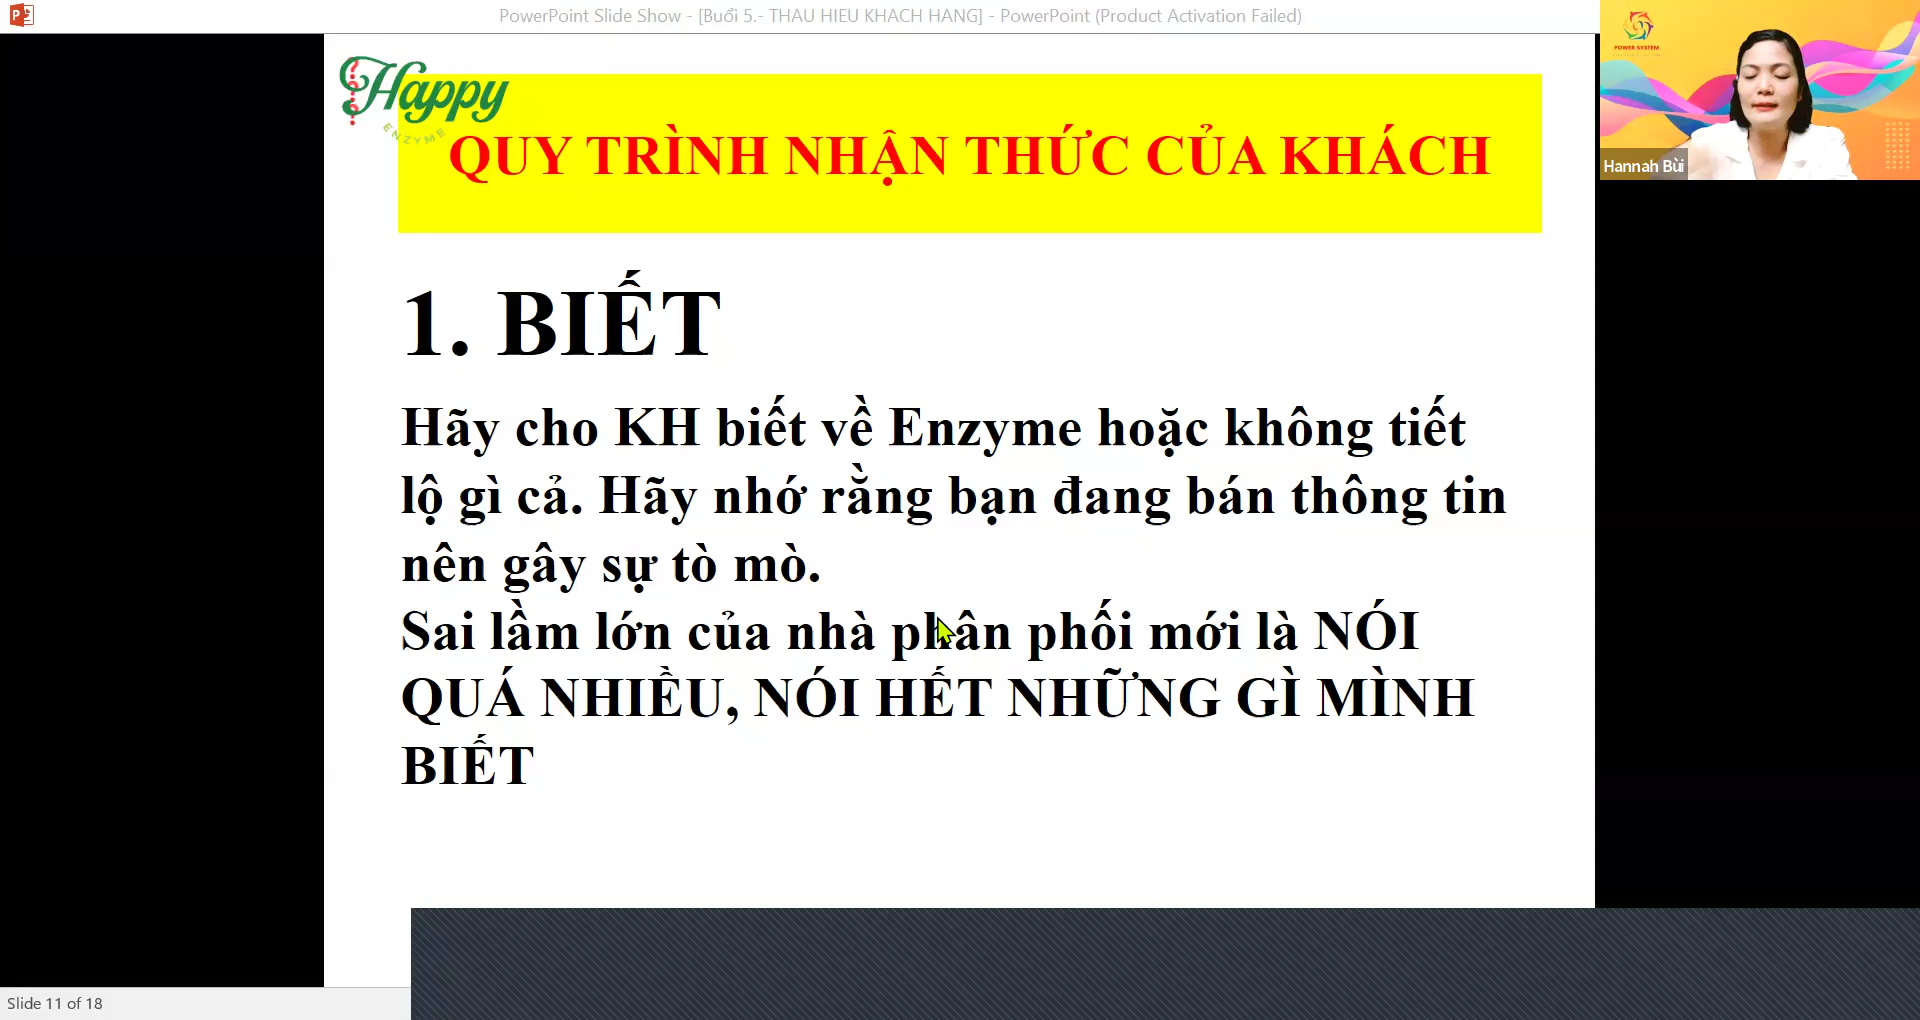 PowerPoint Slide Show - [Buổi 5.- THAU HIEU KHACH HANG] - PowerPoint (Product Activation Failed)
POWER SYSTEM
Hannah Bùi
Happy
ENZYME
QUY TRÌNH NHẬN THỨC CỦA KHÁCH
1. BIẾT
Hãy cho KH biết về Enzyme hoặc không tiết
lộ gì cả. Hãy nhớ rằng bạn đang bán thông tin
nên gây sự tò mò.
Sai lầm lớn của nhà phân phối mới là NÓI
QUÁ NHIỀU, NÓI HẾT NHỮNG GÌ MÌNH
BIẾT
Slide 11 of 18